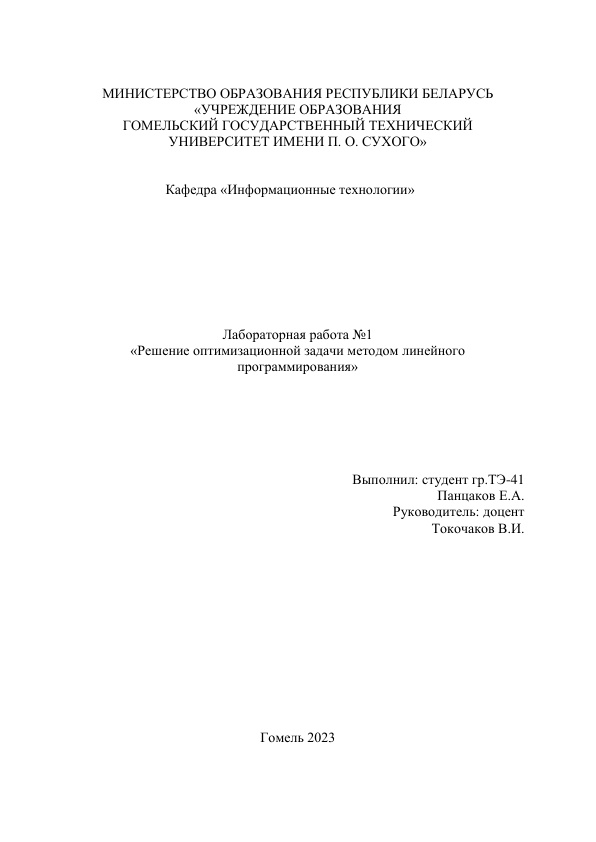 МИНИСТЕРСТВО ОБРАЗОВАНИЯ РЕСПУБЛИКИ БЕЛАРУСЬ
«УЧРЕЖДЕНИЕ ОБРАЗОВАНИЯ
ГОМЕЛЬСКИЙ ГОСУДАРСТВЕННЫЙ ТЕХНИЧЕСКИЙ
УНИВЕРСИТЕТ ИМЕНИ П. О. СУХОГО»
Кафедра «Информационные технологии»
Лабораторная работа №1
«Решение оптимизационной задачи методом линейного
программирования»
Выполнил: студент гр.ТЭ-41
Панцаков Е.А.
Руководитель: доцент
Токочаков В.И.
Гомель 2023